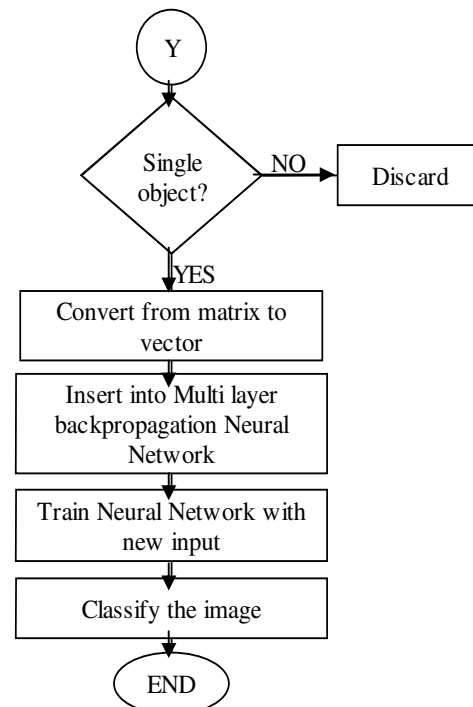 Y
Single
object?
NO
Discard
YES
Convert from matrix to
vector
Insert into Multi layer
backpropagation Neural
Network
Train Neural Network with
new input
Classify the image
END